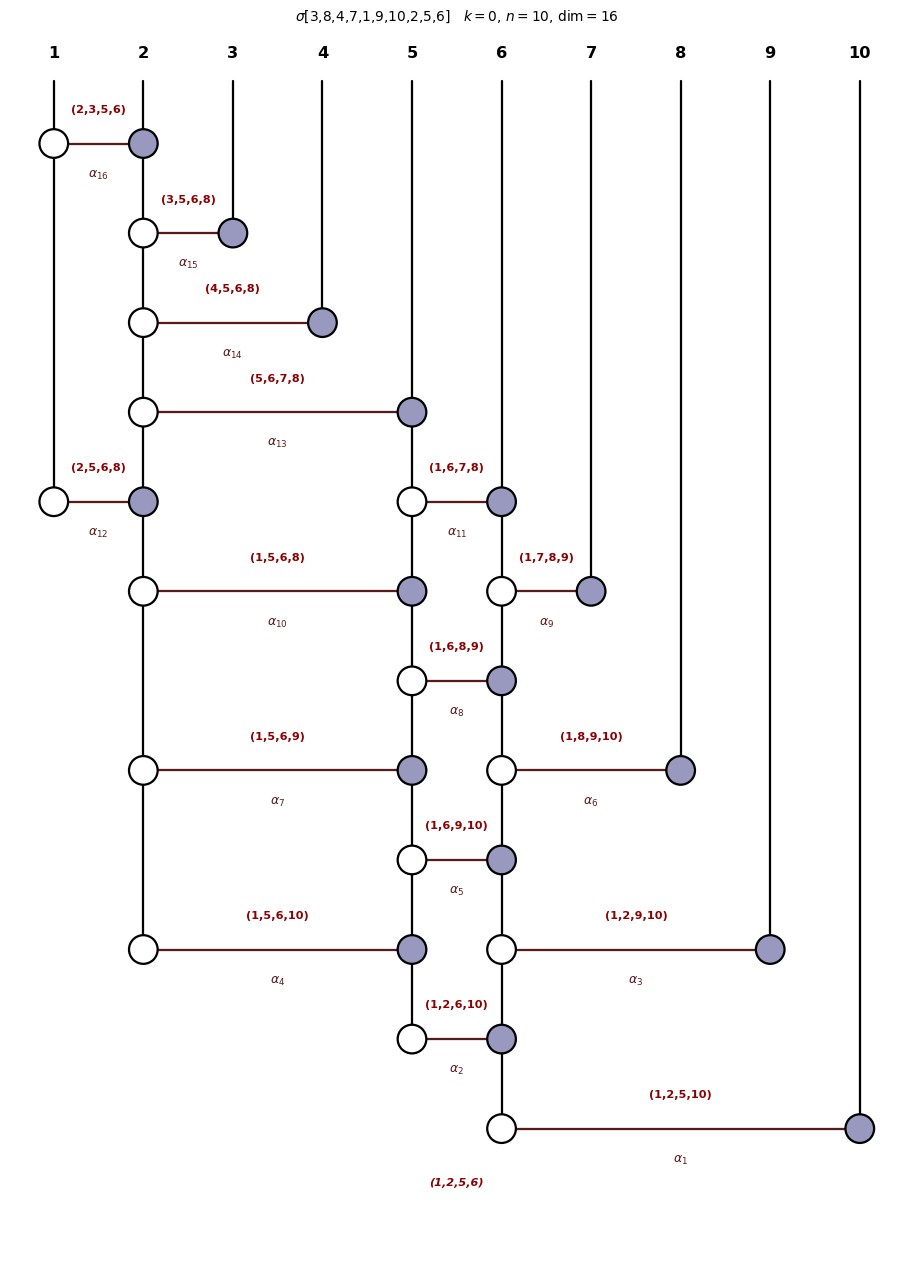 σ[3,8,4,7,1,9,10,2,5,6] k=0, n=10, dim=16
1 2 3 4 5 6 7 8 9 10
(2,3,5,6)
α₁₆
(3,5,6,8)
α₁₅
(4,5,6,8)
α₁₄
(5,6,7,8)
α₁₃
(2,5,6,8) (1,6,7,8)
α₁₂ α₁₁
(1,5,6,8) (1,7,8,9)
α₁₀ α₉
(1,6,8,9)
α₈
(1,5,6,9) (1,8,9,10)
α₇ α₆
(1,6,9,10)
α₅
(1,5,6,10) (1,2,9,10)
α₄ α₃
(1,2,6,10)
α₂
(1,2,5,10)
α₁
(1,2,5,6)